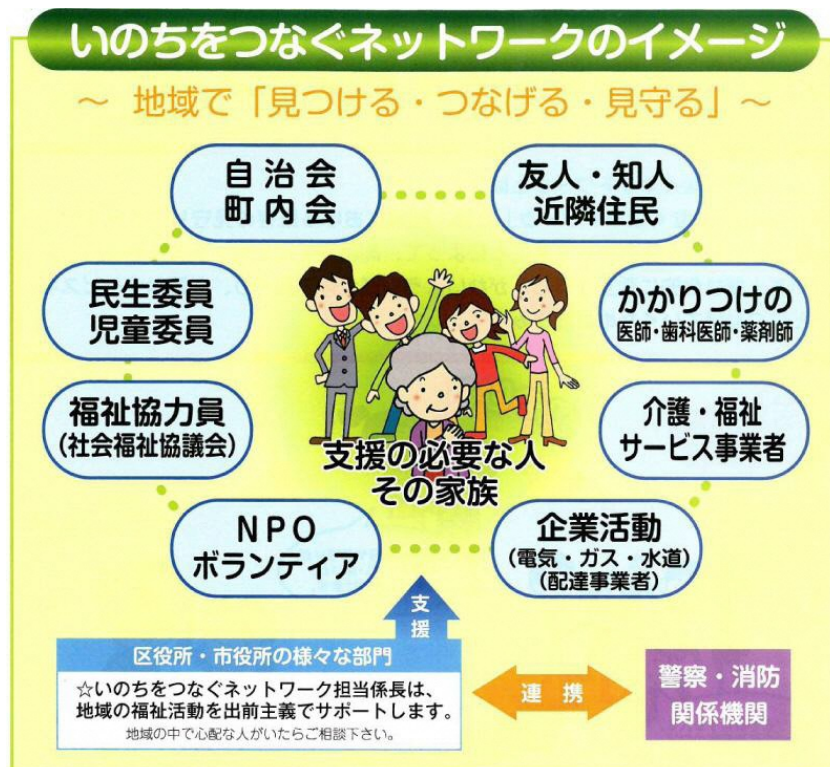 いのちをつなぐネットワークのイメージ
～ 地域で「見つける・つなげる・見守る」 ～
自治会
町内会
友人・知人
近隣住民
民生委員
児童委員
かかりつけの
医師・歯科医師・薬剤師
福祉協力員
(社会福祉協議会)
介護・福祉
サービス事業者
支援の必要な人
その家族
NPO
ボランティア
企業活動
(電気・ガス・水道)
(配達事業者)
支援
区役所・市役所の様々な部門
☆いのちをつなぐネットワーク担当係長は、
地域の福祉活動を出前主義でサポートします。
地域の中で心配な人がいたらご相談下さい。
連携
警察・消防
関係機関